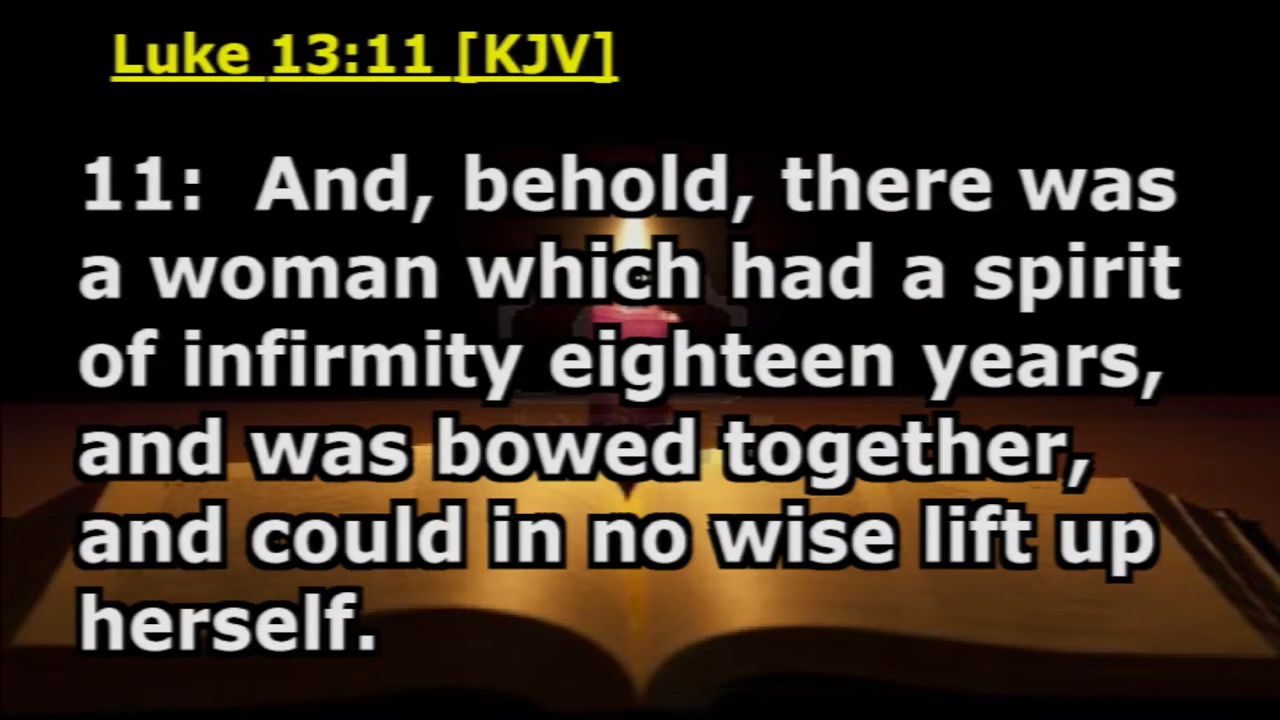 Luke 13:11 [KJV]
11:  And, behold, there was
a woman which had a spirit
of infirmity eighteen years,
and was bowed together,
and could in no wise lift up
herself.